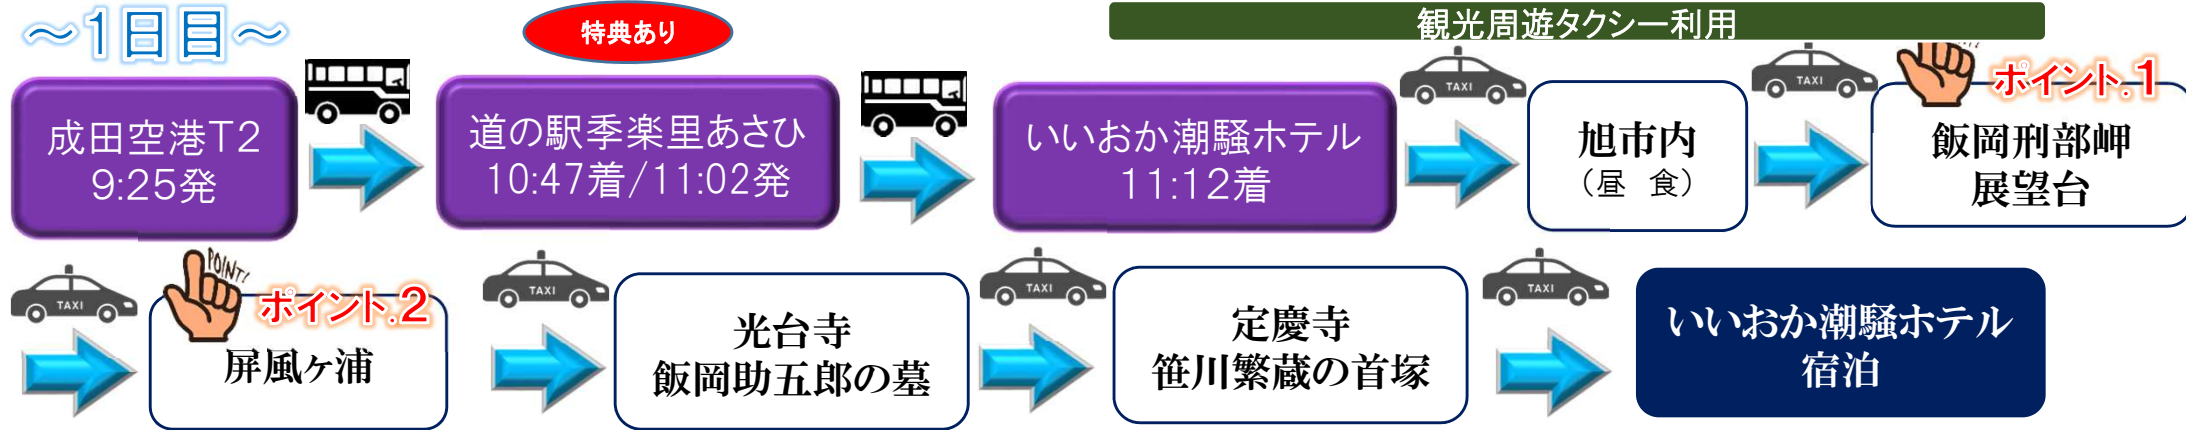 ～1日目～
特典あり
観光周遊タクシー利用
成田空港T2
9:25発
道の駅季楽里あさひ
10:47着/11:02発
いいおか潮騒ホテル
11:12着
TAXI
旭市内
（昼　食）
TAXI
ポイント.1
飯岡刑部岬
展望台
TAXI
POINT!
ポイント.2
屏風ヶ浦
TAXI
光台寺
飯岡助五郎の墓
TAXI
定慶寺
笹川繁蔵の首塚
TAXI
いいおか潮騒ホテル
宿泊